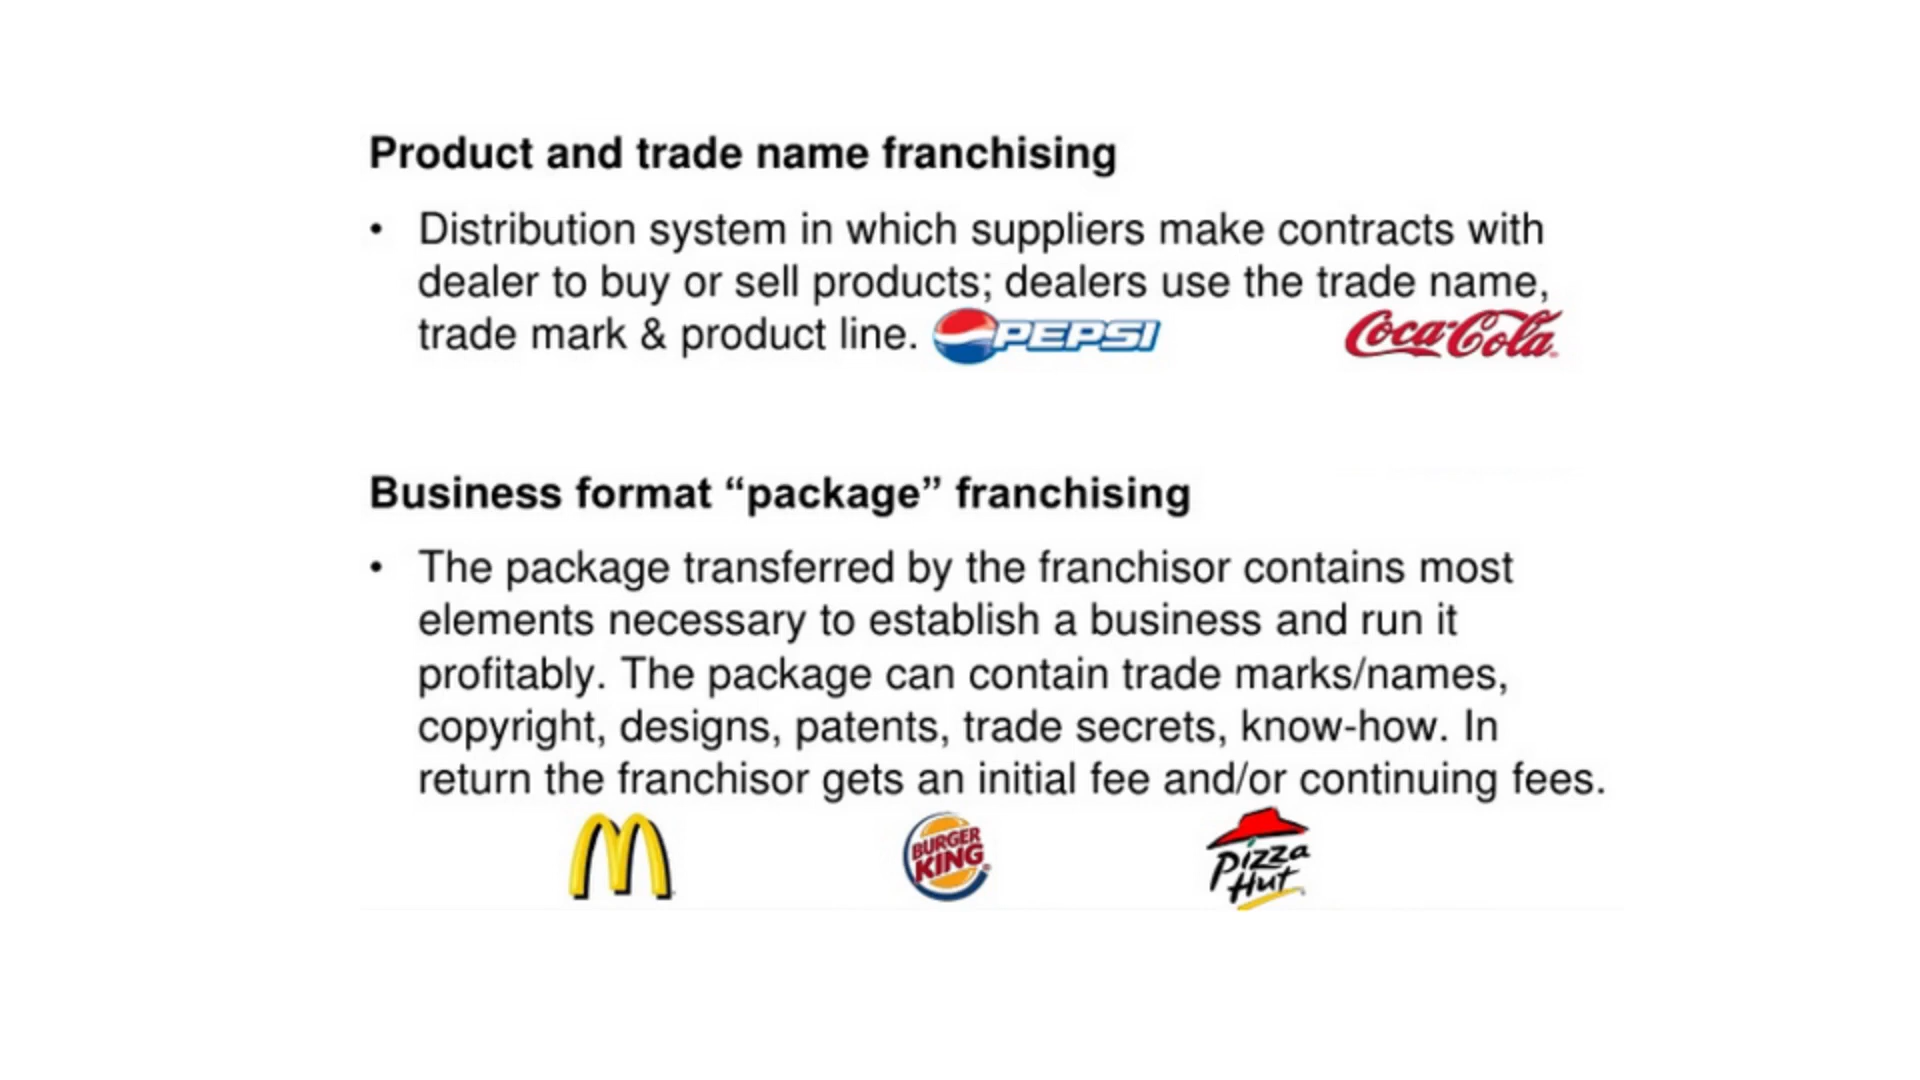 Product and trade name franchising
• Distribution system in which suppliers make contracts with
dealer to buy or sell products; dealers use the trade name,
trade mark & product line. PEPSI Coca-Cola
Business format “package” franchising
• The package transferred by the franchisor contains most
elements necessary to establish a business and run it
profitably. The package can contain trade marks/names,
copyright, designs, patents, trade secrets, know-how. In
return the franchisor gets an initial fee and/or continuing fees.
BURGER
KING
Pizza
Hut